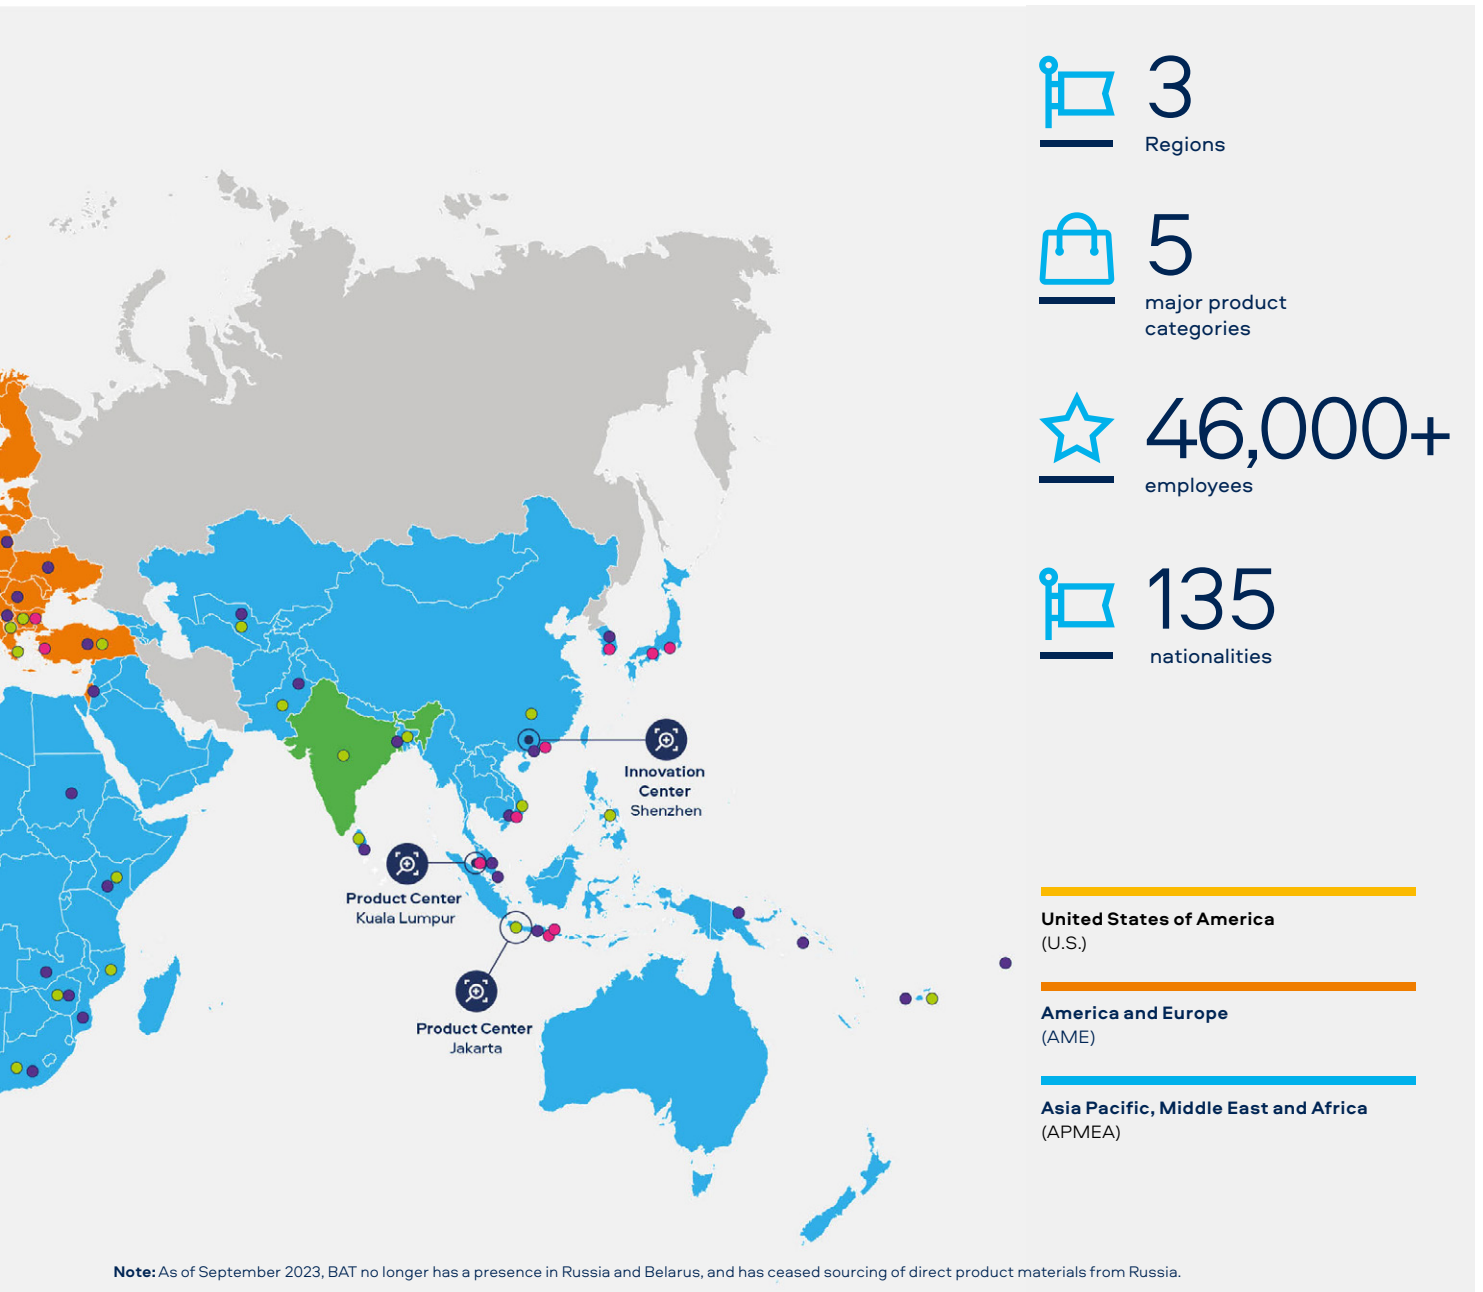 3
Regions
5
major product
categories
46,000+
employees
135
nationalities
Innovation
Center
Shenzhen
Product Center
Kuala Lumpur
Product Center
Jakarta
United States of America
(U.S.)
America and Europe
(AME)
Asia Pacific, Middle East and Africa
(APMEA)
Note: As of September 2023, BAT no longer has a presence in Russia and Belarus, and has ceased sourcing of direct product materials from Russia.